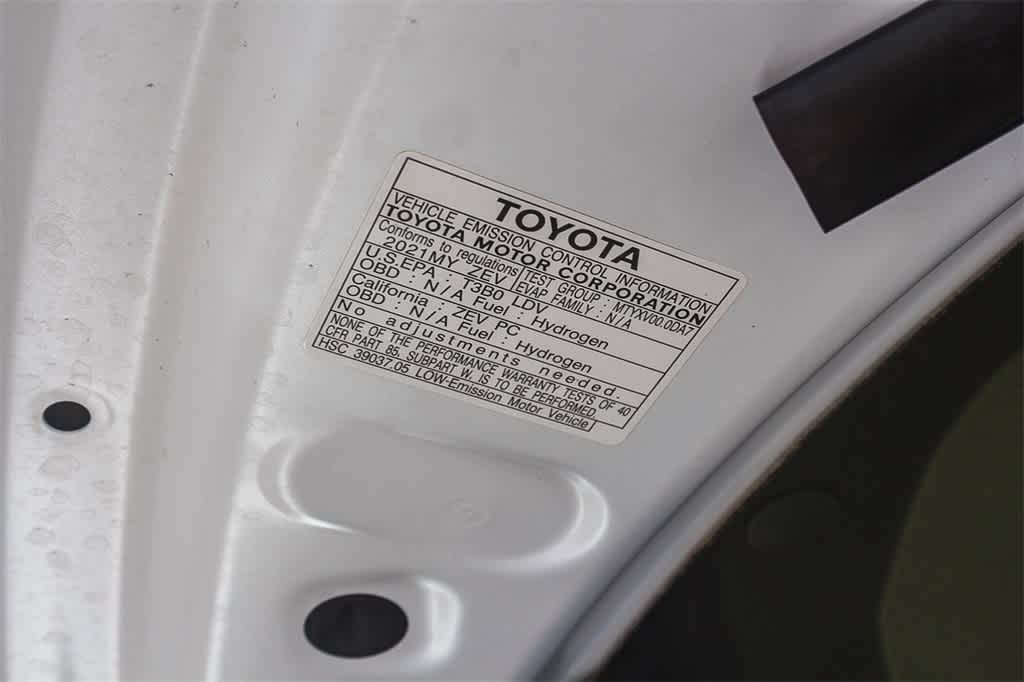 TOYOTA
VEHICLE EMISSION CONTROL INFORMATION
TOYOTA MOTOR CORPORATION
Conforms to regulations
2021MY ZEV
TEST GROUP : MTYXV00.0DA7
EVAP FAMILY : N/A
U.S.EPA : T3B0 LDV
OBD : N/A Fuel : Hydrogen
California : ZEV PC
OBD : N/A Fuel : Hydrogen
No adjustments needed.
NONE OF THE PERFORMANCE WARRANTY TESTS OF 40
CFR PART 85, SUBPART W, IS TO BE PERFORMED.
HSC 39037.05 LOW-Emission Motor Vehicle